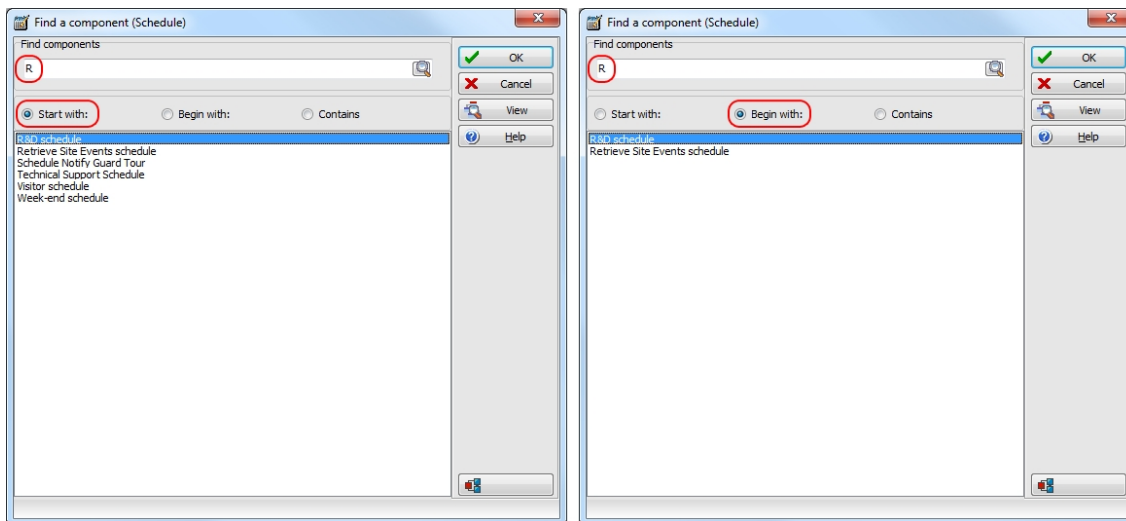 Find a component (Schedule)
Find components
R
Start with:
Begin with:
Contains
R&D schedule
Retrieve Site Events schedule
Schedule Notify Guard Tour
Technical Support Schedule
Visitor schedule
Week-end schedule
OK
Cancel
View
Help
Find a component (Schedule)
Find components
R
Start with:
Begin with:
Contains
R&D schedule
Retrieve Site Events schedule
OK
Cancel
View
Help